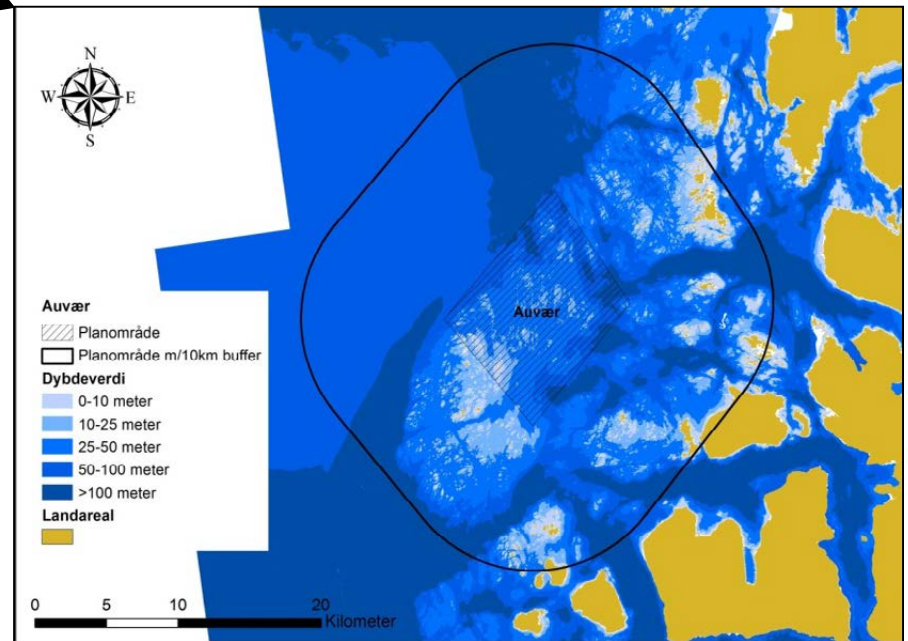 N
W E
S
Auvær
Auvær
Planområde
Planområde m/10km buffer
Dybdeverdi
0-10 meter
10-25 meter
25-50 meter
50-100 meter
>100 meter
Landareal
0 5 10 20
Kilometer